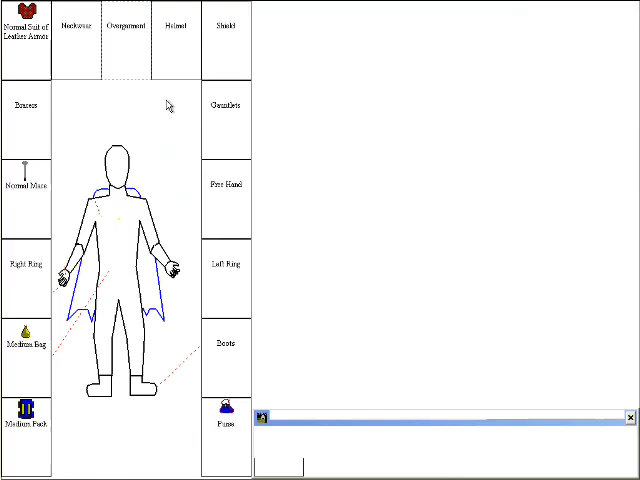 Normal Suit of
Leather Armor
Neckwear
Overgarment
Helmet
Shield
Bracers
Gauntlets
Normal Mace
Free Hand
Right Ring
Left Ring
Medium Bag
Boots
Medium Pack
Purse